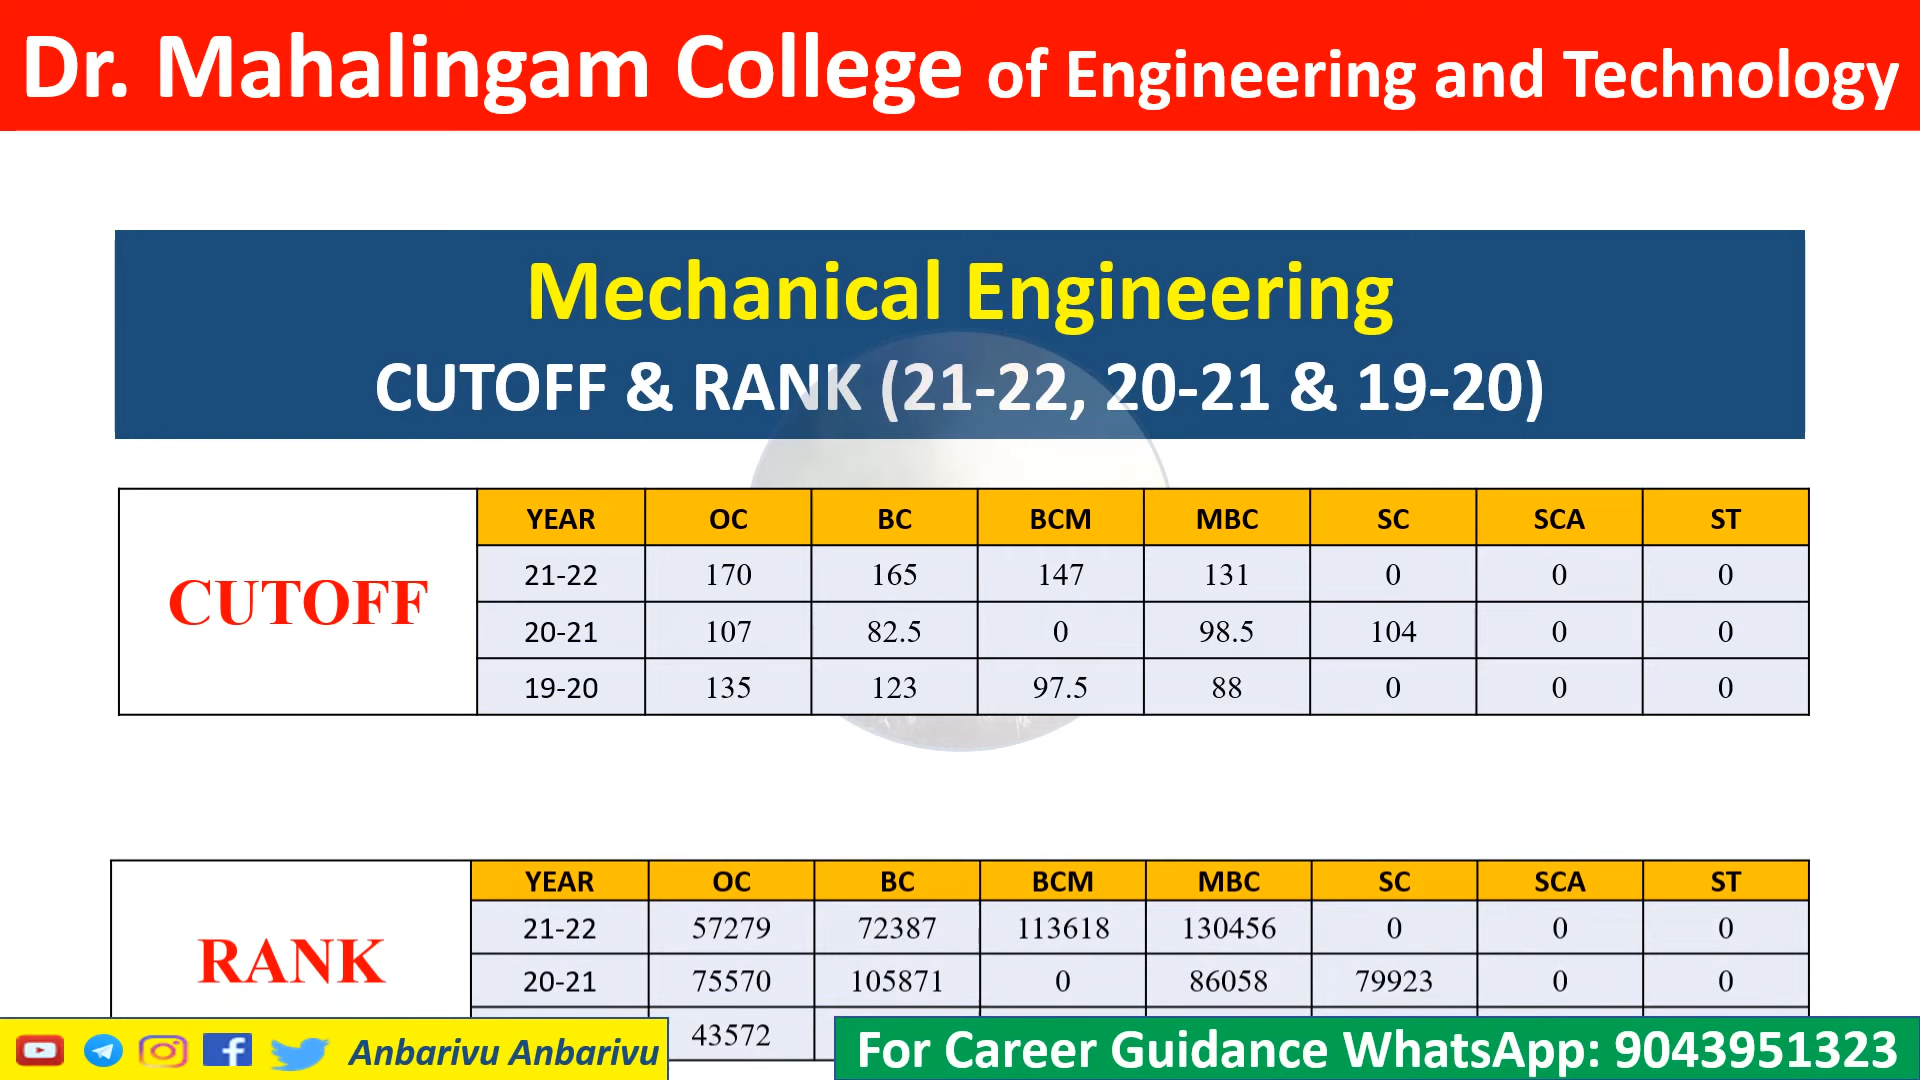 Dr. Mahalingam College of Engineering and Technology
Mechanical Engineering
CUTOFF & RANK (21-22, 20-21 & 19-20)
CUTOFF
YEAR OC BC BCM MBC SC SCA ST
21-22 170 165 147 131 0 0 0
20-21 107 82.5 0 98.5 104 0 0
19-20 135 123 97.5 88 0 0 0
RANK
YEAR OC BC BCM MBC SC SCA ST
21-22 57279 72387 113618 130456 0 0 0
20-21 75570 105871 0 86058 79923 0 0
43572
Anbarivu Anbarivu
For Career Guidance WhatsApp: 9043951323